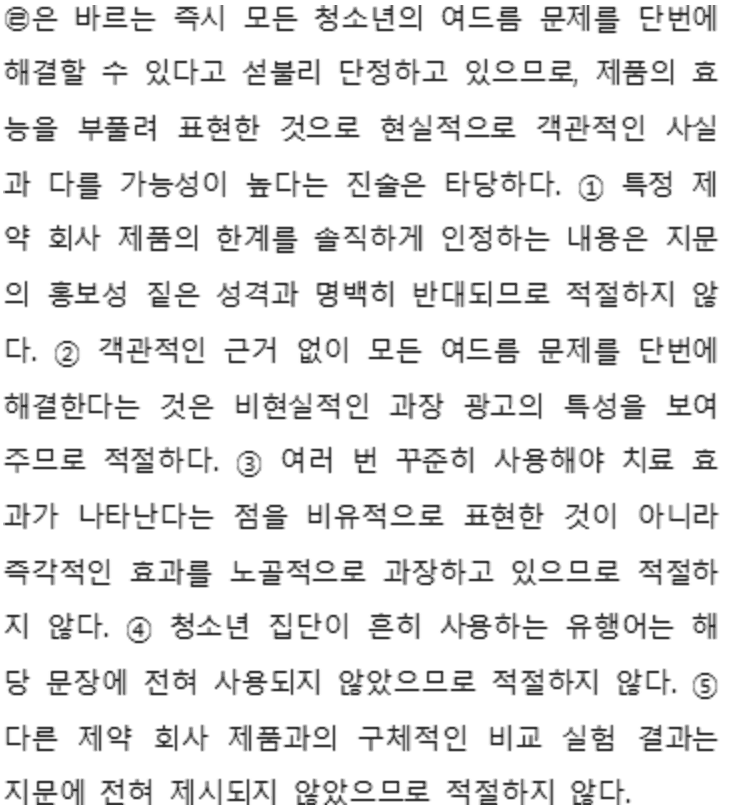 ㉣은 바르는 즉시 모든 청소년의 여드름 문제를 단번에
해결할 수 있다고 섣불리 단정하고 있으므로, 제품의 효
능을 부풀려 표현한 것으로 현실적으로 객관적인 사실
과 다를 가능성이 높다는 진술은 타당하다. ① 특정 제
약 회사 제품의 한계를 솔직하게 인정하는 내용은 지문
의 홍보성 짙은 성격과 명백히 반대되므로 적절하지 않
다. ② 객관적인 근거 없이 모든 여드름 문제를 단번에
해결한다는 것은 비현실적인 과장 광고의 특성을 보여
주므로 적절하다. ③ 여러 번 꾸준히 사용해야 치료 효
과가 나타난다는 점을 비유적으로 표현한 것이 아니라
즉각적인 효과를 노골적으로 과장하고 있으므로 적절하
지 않다. ④ 청소년 집단이 흔히 사용하는 유행어는 해
당 문장에 전혀 사용되지 않았으므로 적절하지 않다. ⑤
다른 제약 회사 제품과의 구체적인 비교 실험 결과는
지문에 전혀 제시되지 않았으므로 적절하지 않다.